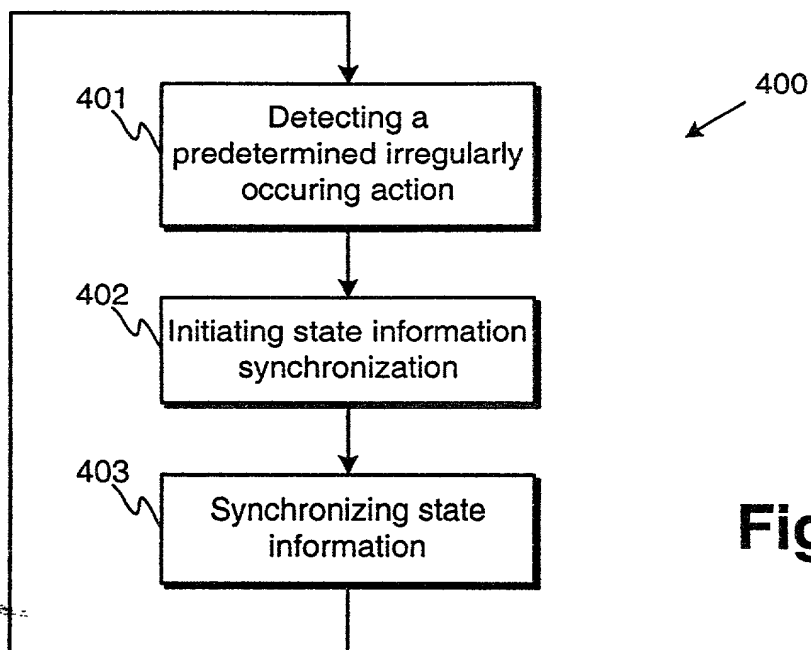 401
Detecting a
predetermined irregularly
occuring action
400
402
Initiating state information
synchronization
403
Synchronizing state
information
Fig